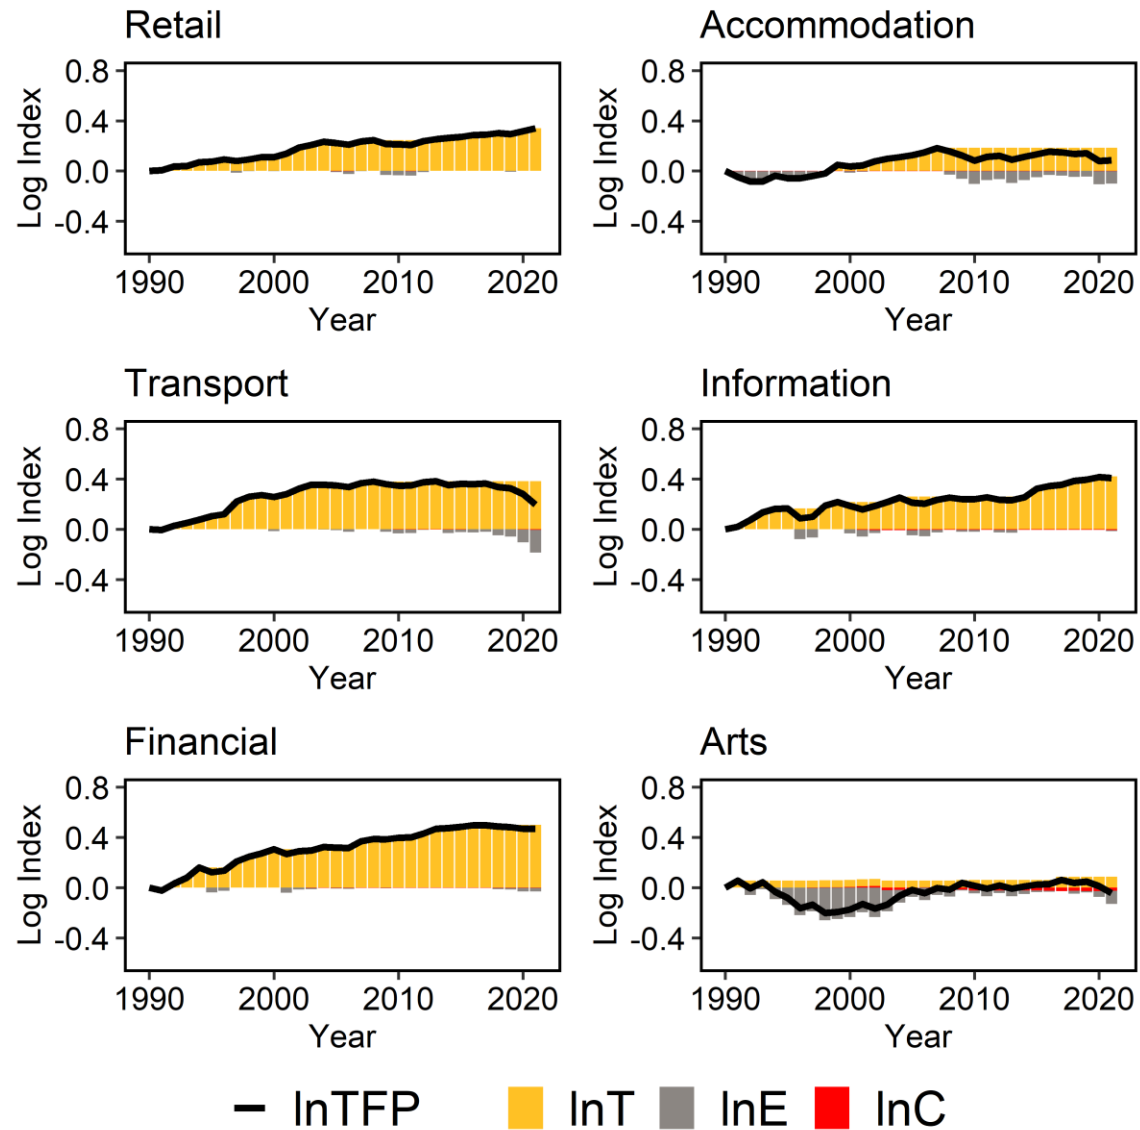 Retail
Accommodation
Log Index
0.8
0.4
0.0
-0.4
1990 2000 2010 2020
Year
Log Index
0.8
0.4
0.0
-0.4
1990 2000 2010 2020
Year
Transport
Information
Log Index
0.8
0.4
0.0
-0.4
1990 2000 2010 2020
Year
Log Index
0.8
0.4
0.0
-0.4
1990 2000 2010 2020
Year
Financial
Arts
Log Index
0.8
0.4
0.0
-0.4
1990 2000 2010 2020
Year
Log Index
0.8
0.4
0.0
-0.4
1990 2000 2010 2020
Year
lnTFP lnT lnE lnC